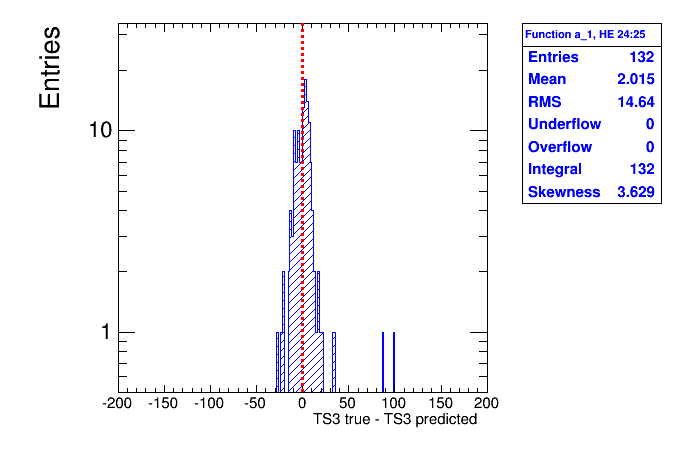 Entries
10
1
-200 -150 -100 -50 0 50 100 150 200
TS3 true - TS3 predicted
Function a_1, HE 24:25
Entries 132
Mean 2.015
RMS 14.64
Underflow 0
Overflow 0
Integral 132
Skewness 3.629